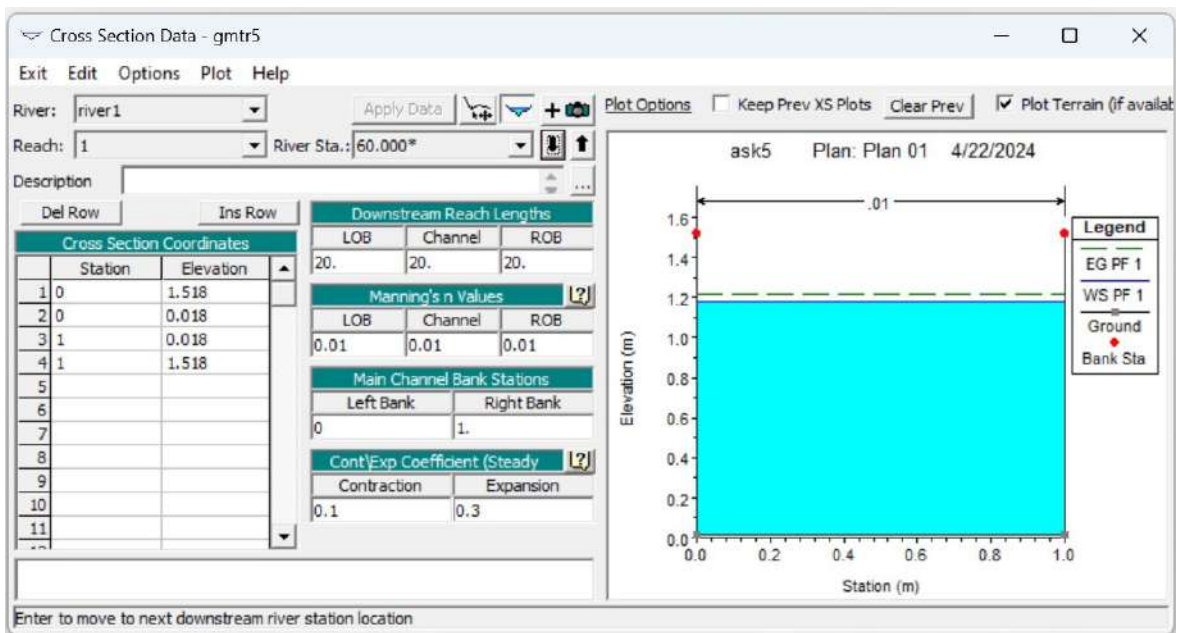 Cross Section Data - gmtr5
Exit Edit Options Plot Help
River: river1 Apply Data Plot Options Keep Prev XS Plots Clear Prev Plot Terrain (if availab
Reach: 1 River Sta.: 60.000*
Description ...
Del Row Ins Row
Cross Section Coordinates
Station Elevation
1 0 1.518
2 0 0.018
3 1 0.018
4 1 1.518
5
6
7
8
9
10
11
Downstream Reach Lengths
LOB Channel ROB
20. 20. 20.
Manning's n Values
LOB Channel ROB
0.01 0.01 0.01
Main Channel Bank Stations
Left Bank Right Bank
0 1.
Cont\Exp Coefficient (Steady
Contraction Expansion
0.1 0.3
ask5 Plan: Plan 01 4/22/2024
.01
1.6
1.4
1.2
1.0
0.8
0.6
0.4
0.2
0.0
Elevation (m)
0.0 0.2 0.4 0.6 0.8 1.0
Station (m)
Legend
EG PF 1
WS PF 1
Ground
Bank Sta
Enter to move to next downstream river station location